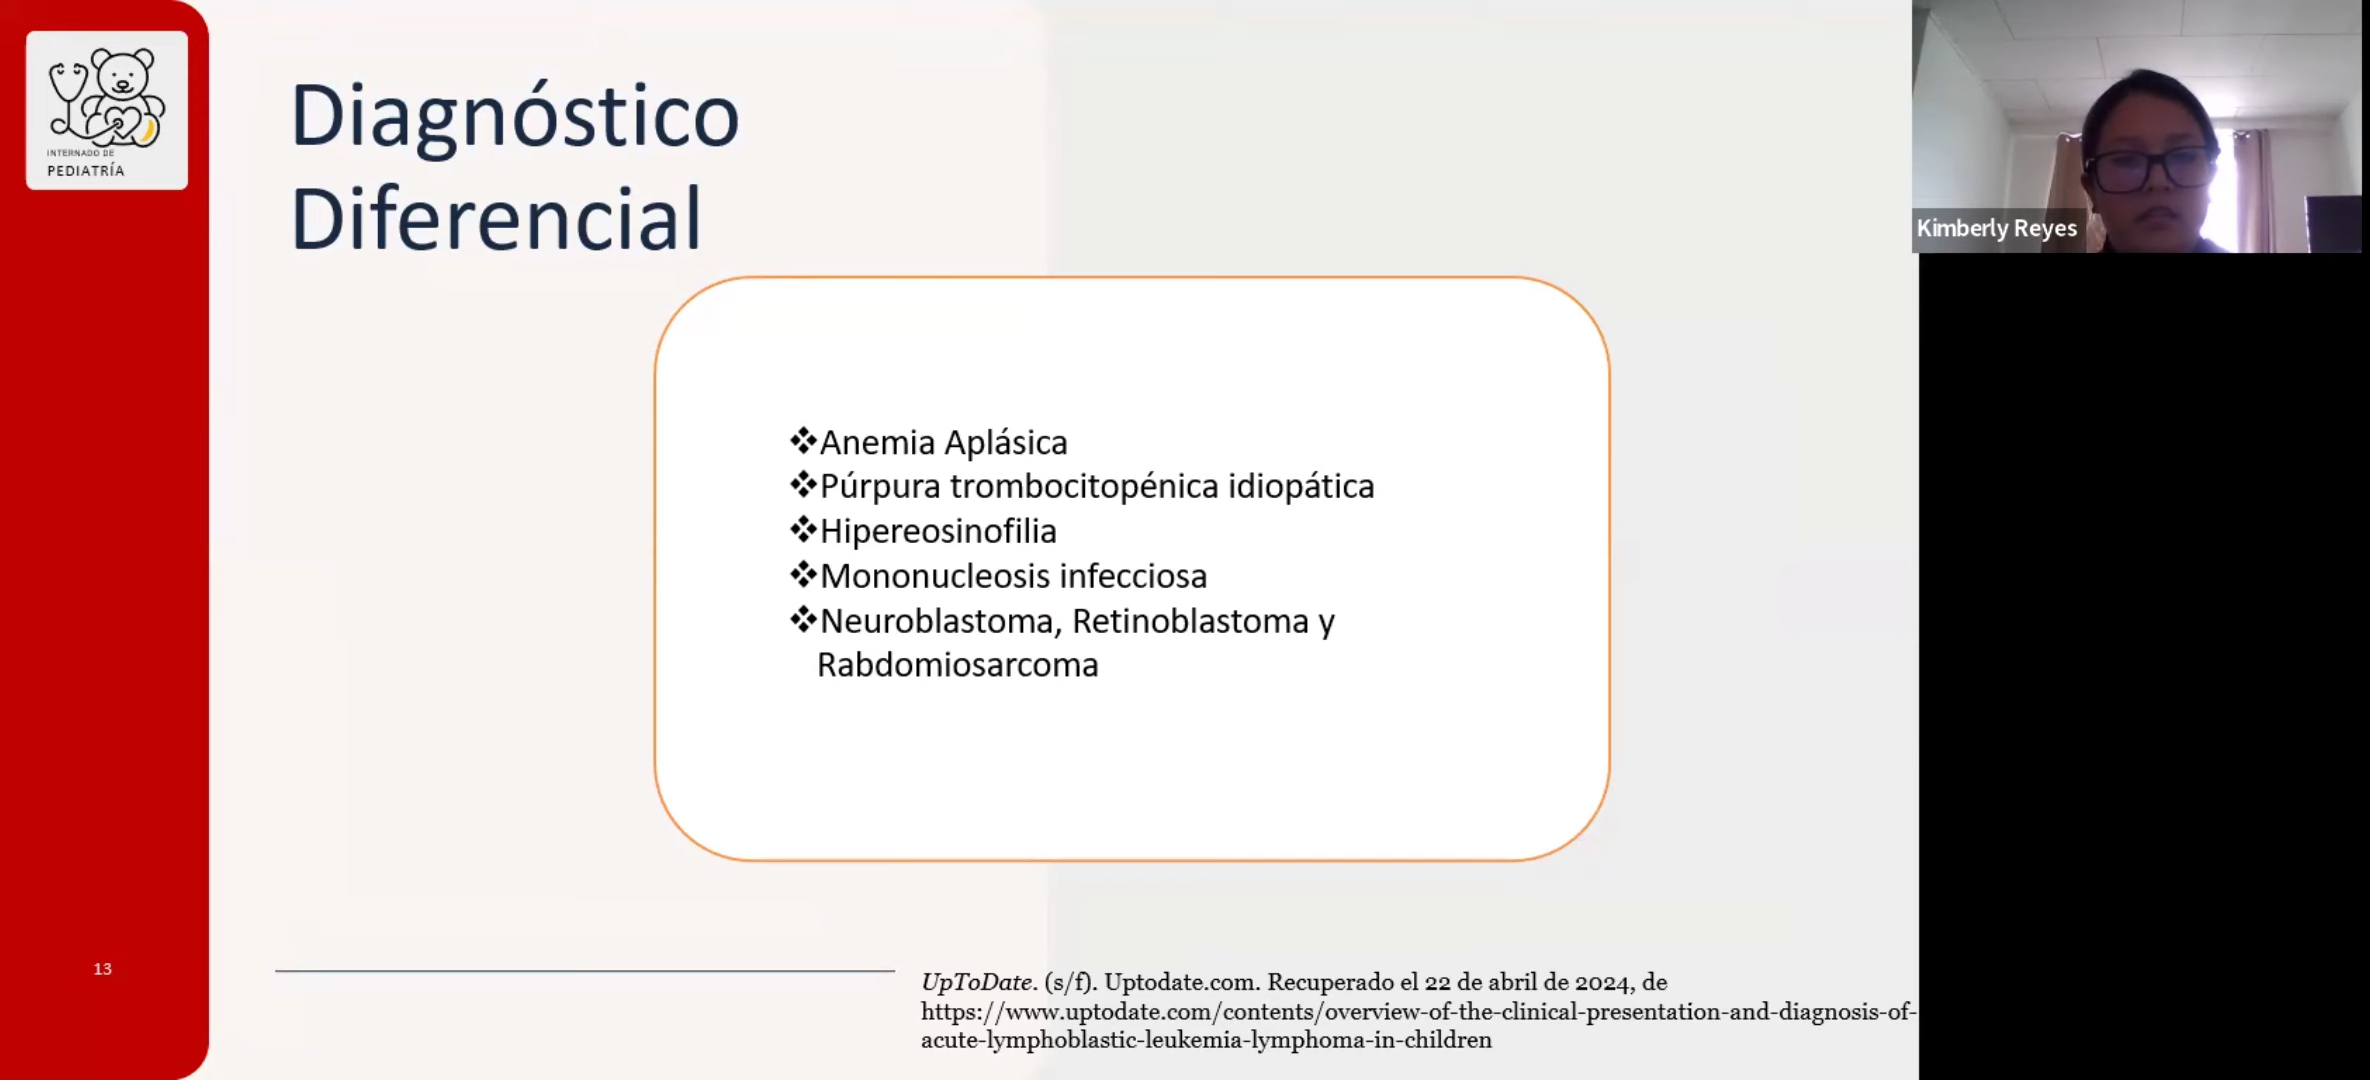 INTERNADO DE
PEDIATRÍA
Diagnóstico
Diferencial
Kimberly Reyes
❖Anemia Aplásica
❖Púrpura trombocitopénica idiopática
❖Hipereosinofilia
❖Mononucleosis infecciosa
❖Neuroblastoma, Retinoblastoma y
Rabdomiosarcoma
13
UpToDate. (s/f). Uptodate.com. Recuperado el 22 de abril de 2024, de
https://www.uptodate.com/contents/overview-of-the-clinical-presentation-and-diagnosis-of-
acute-lymphoblastic-leukemia-lymphoma-in-children